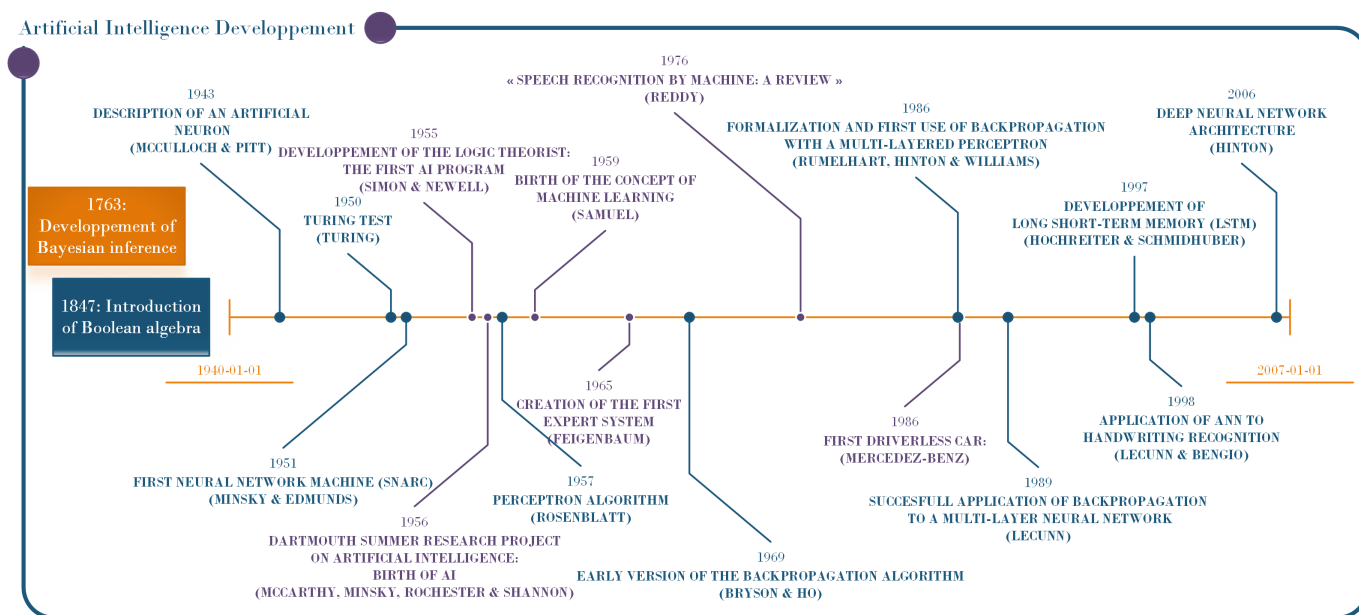 Artificial Intelligence Developpement
1943
DESCRIPTION OF AN ARTIFICIAL
NEURON
(MCCULLOCH & PITT)
1763:
Developpement of
Bayesian inference
1847: Introduction
of Boolean algebra
1940-01-01
1950
TURING TEST
(TURING)
1955
DEVELOPPEMENT OF THE LOGIC THEORIST:
THE FIRST AI PROGRAM
(SIMON & NEWELL)
1959
BIRTH OF THE CONCEPT OF
MACHINE LEARNING
(SAMUEL)
1976
« SPEECH RECOGNITION BY MACHINE: A REVIEW »
(REDDY)
1986
FORMALIZATION AND FIRST USE OF BACKPROPAGATION
WITH A MULTI-LAYERED PERCEPTRON
(RUMELHART, HINTON & WILLIAMS)
1997
DEVELOPPEMENT OF
LONG SHORT-TERM MEMORY (LSTM)
(HOCHREITER & SCHMIDHUBER)
2006
DEEP NEURAL NETWORK
ARCHITECTURE
(HINTON)
2007-01-01
1951
FIRST NEURAL NETWORK MACHINE (SNARC)
(MINSKY & EDMUNDS)
1956
DARTMOUTH SUMMER RESEARCH PROJECT
ON ARTIFICIAL INTELLIGENCE:
BIRTH OF AI
(MCCARTHY, MINSKY, ROCHESTER & SHANNON)
1957
PERCEPTRON ALGORITHM
(ROSENBLATT)
1965
CREATION OF THE FIRST
EXPERT SYSTEM
(FEIGENBAUM)
1969
EARLY VERSION OF THE BACKPROPAGATION ALGORITHM
(BRYSON & HO)
1986
FIRST DRIVERLESS CAR:
(MERCEDEZ-BENZ)
1989
SUCCESFULL APPLICATION OF BACKPROPAGATION
TO A MULTI-LAYER NEURAL NETWORK
(LECUNN)
1998
APPLICATION OF ANN TO
HANDWRITING RECOGNITION
(LECUNN & BENGIO)